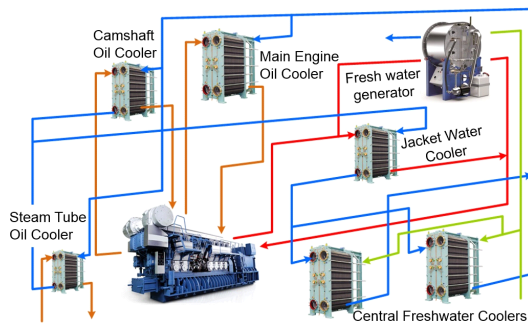 Camshaft
Oil Cooler
Main Engine
Oil Cooler
Fresh water
generator
Jacket Water
Cooler
Steam Tube
Oil Cooler
Central Freshwater Coolers